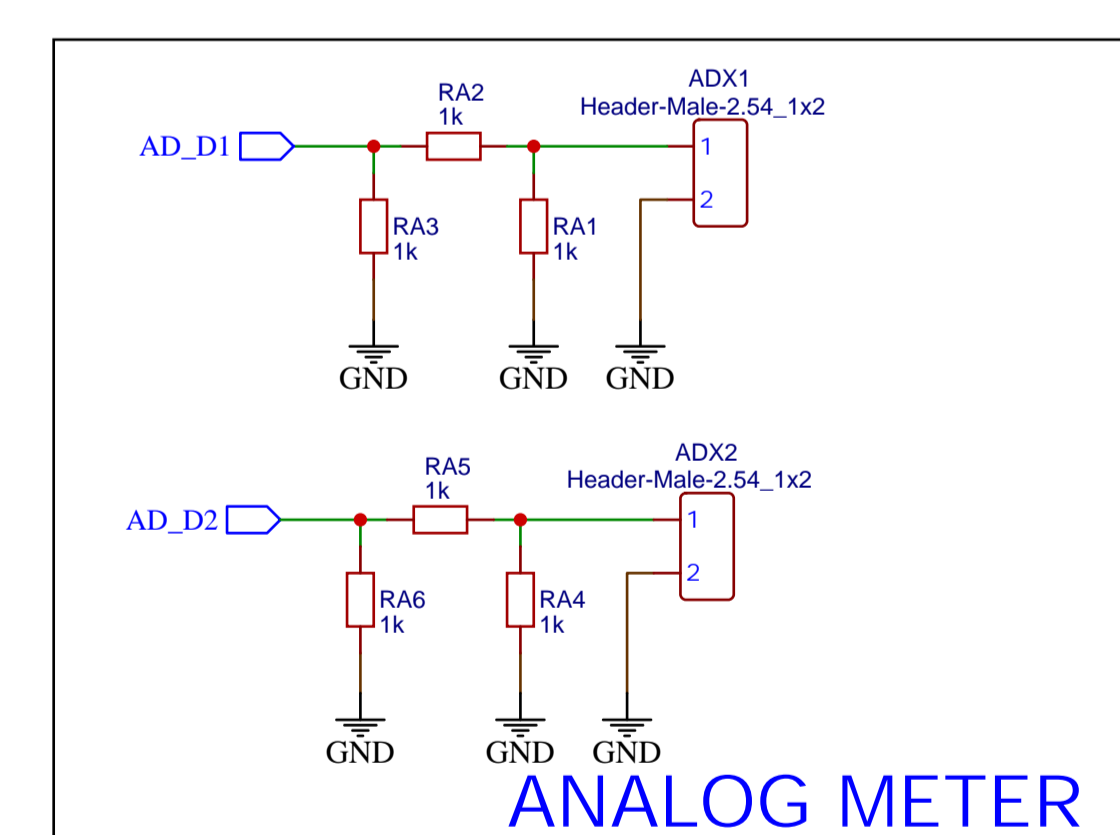 ADX1
Header-Male-2.54_1x2
RA2
1k
AD_D1
1
2
RA3
1k
RA1
1k
GND
GND
GND
ADX2
Header-Male-2.54_1x2
RA5
1k
AD_D2
1
2
RA6
1k
RA4
1k
GND
GND
GND
ANALOG METER